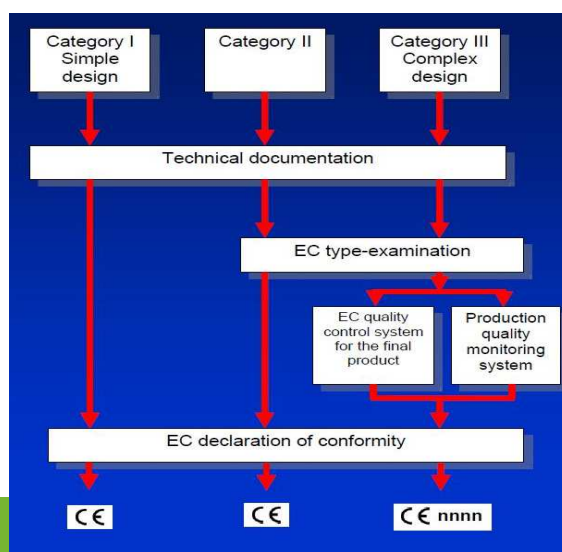 Category I
Simple
design
Category II
Category III
Complex
design
Technical documentation
EC type-examination
EC quality
control system
for the final
product
Production
quality
monitoring
system
EC declaration of conformity
CE
CE
CE nnnn